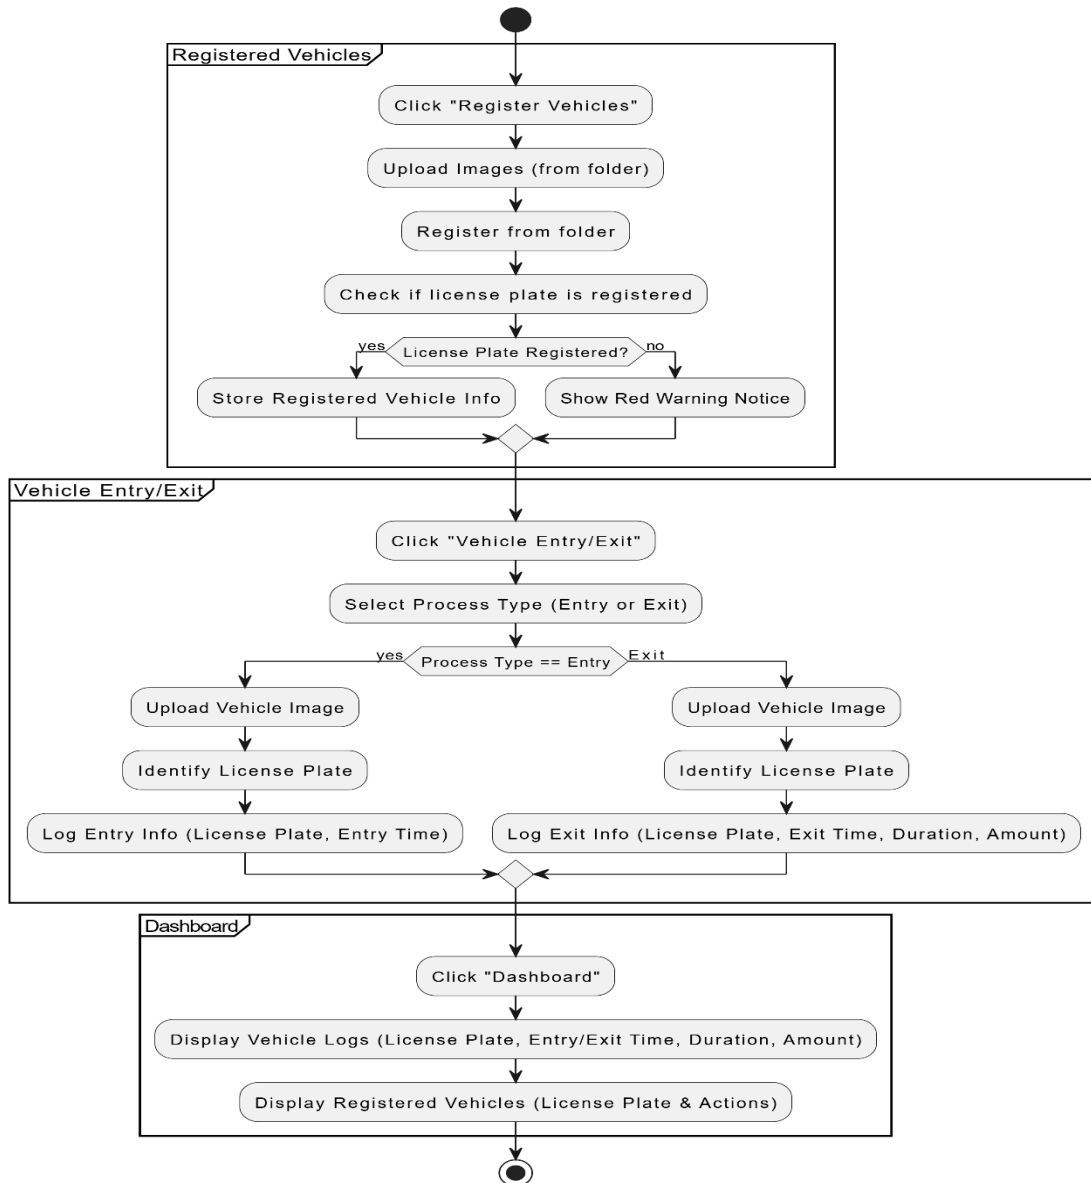 Registered Vehicles
Click "Register Vehicles"
Upload Images (from folder)
Register from folder
Check if license plate is registered
yes
License Plate Registered?
no
Store Registered Vehicle Info
Show Red Warning Notice
Vehicle Entry/Exit
Click "Vehicle Entry/Exit"
Select Process Type (Entry or Exit)
yes
Process Type == Entry
Exit
Upload Vehicle Image
Upload Vehicle Image
Identify License Plate
Identify License Plate
Log Entry Info (License Plate, Entry Time)
Log Exit Info (License Plate, Exit Time, Duration, Amount)
Dashboard
Click "Dashboard"
Display Vehicle Logs (License Plate, Entry/Exit Time, Duration, Amount)
Display Registered Vehicles (License Plate & Actions)